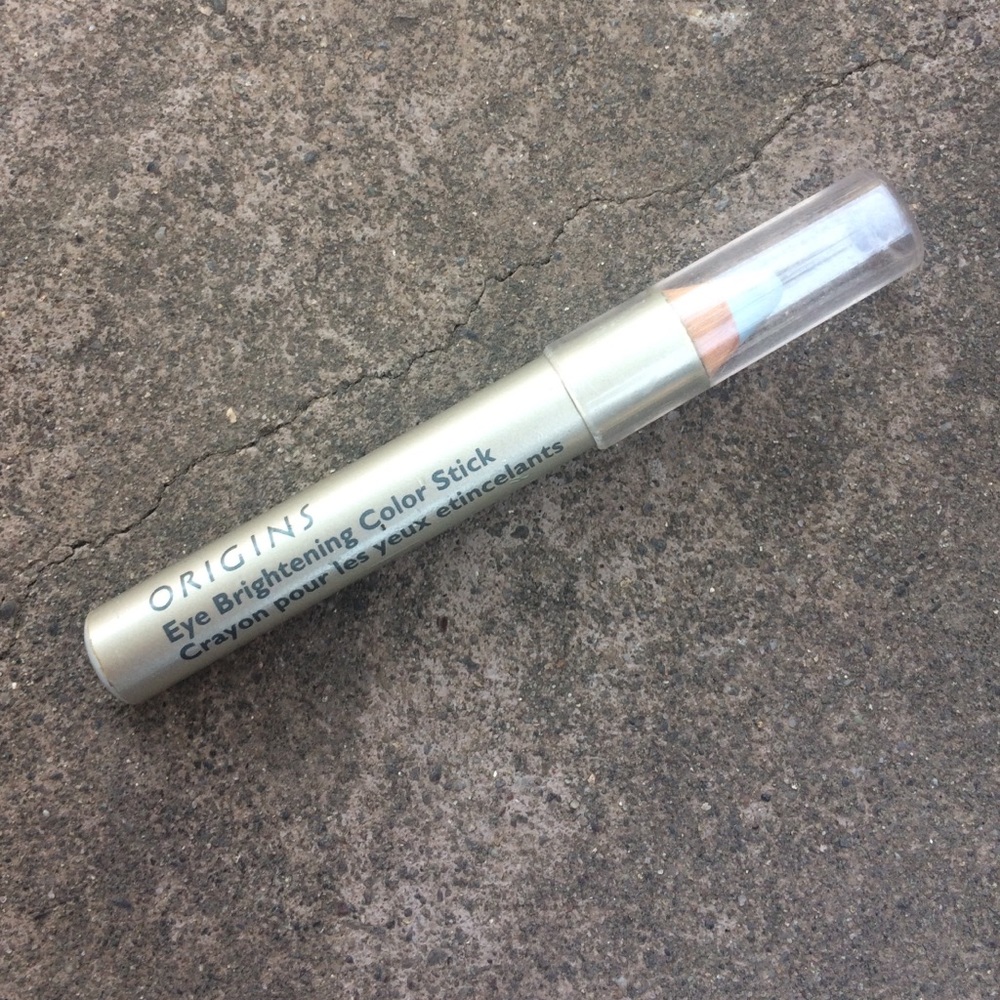 ORIGINS
Eye Brightening Color Stick
Crayon pour les yeux etincelants